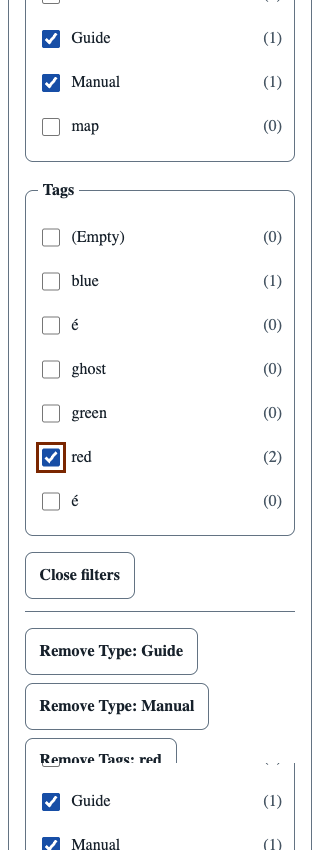 Guide (1)
Manual (1)
map (0)
Tags
(Empty) (0)
blue (1)
é (0)
ghost (0)
green (0)
red (2)
é (0)
Close filters
Remove Type: Guide
Remove Type: Manual
Remove Tags: red
Guide (1)
Manual (1)